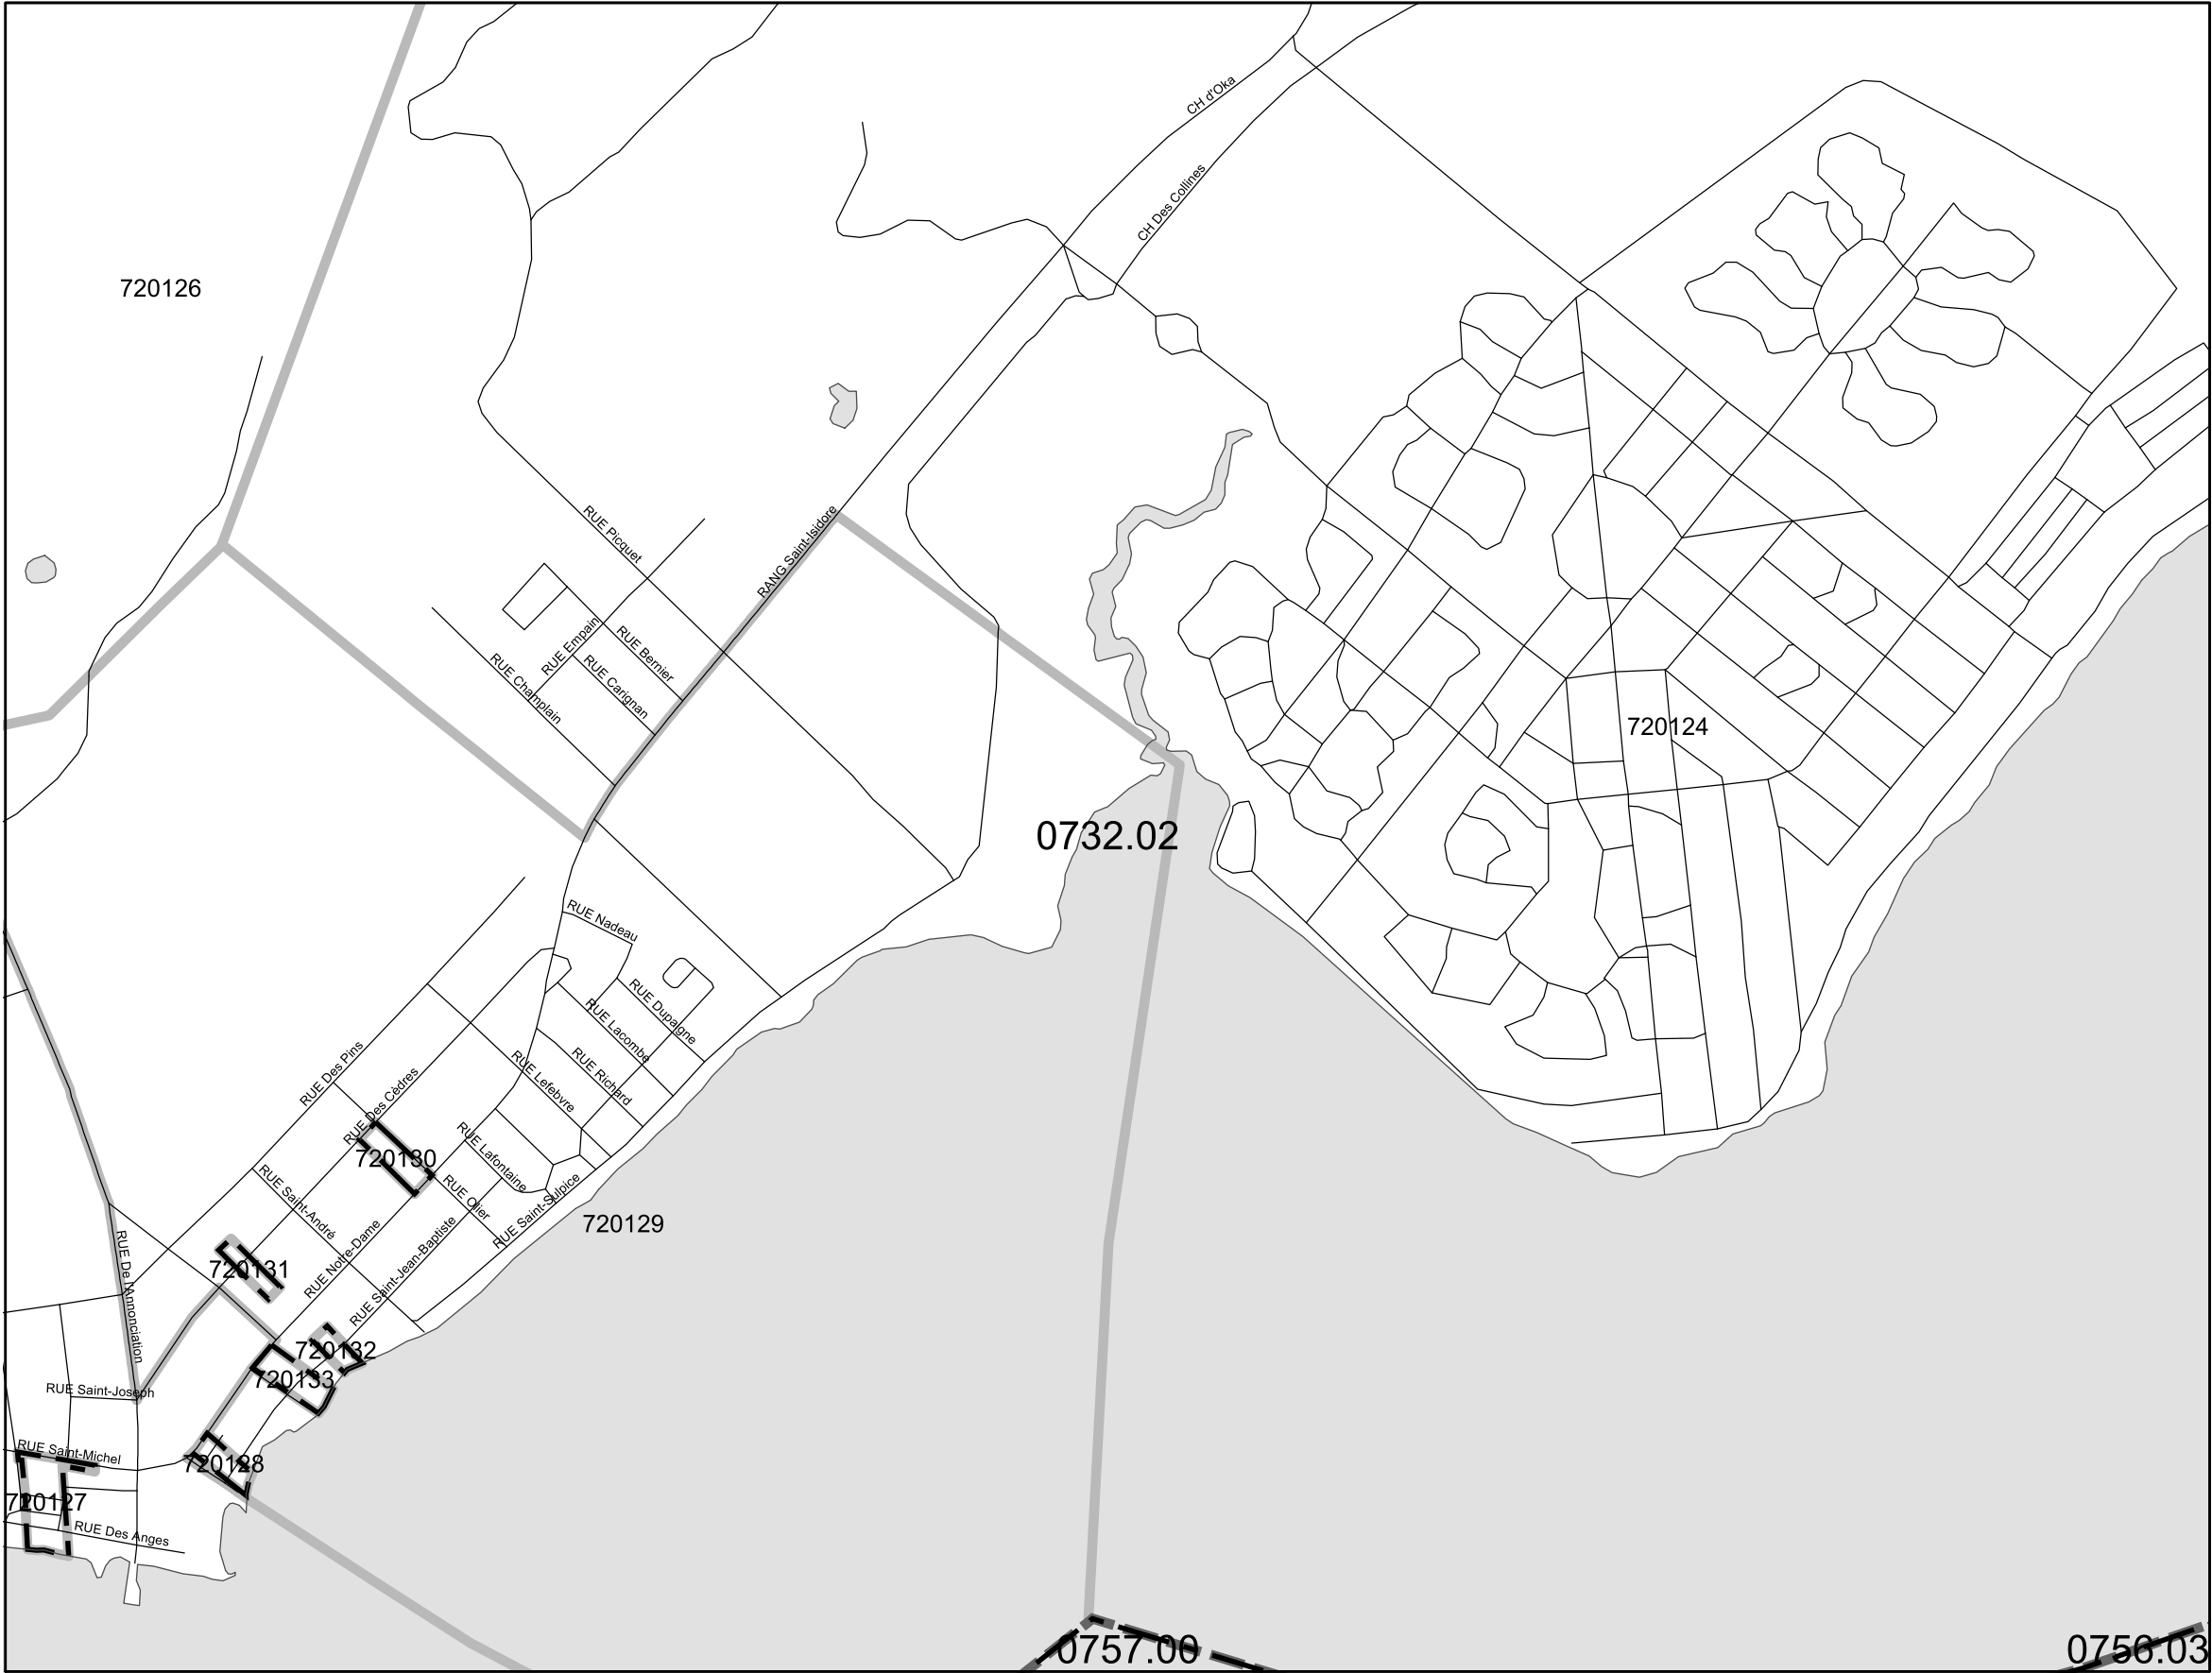 CH d'Oka
CH Des Collines
720126
RUE Picquet
RANG Saint-Isidore
RUE Empain
RUE Bernier
RUE Carignan
RUE Champlain
720124
0732.02
RUE Nadeau
RUE Dupaigne
RUE Lacombe
RUE Richard
RUE Lefebvre
RUE Des Pins
RUE Des Cèdres
720130
RUE Lafontaine
RUE Olier
RUE Saint-Sulpice
RUE Saint-André
720129
RUE Notre-Dame
RUE Saint-Jean-Baptiste
RUE De l'Annonciation
720131
720132
720133
RUE Saint-Joseph
RUE Saint-Michel
720128
720127
RUE Des Anges
0757.00
0756.03